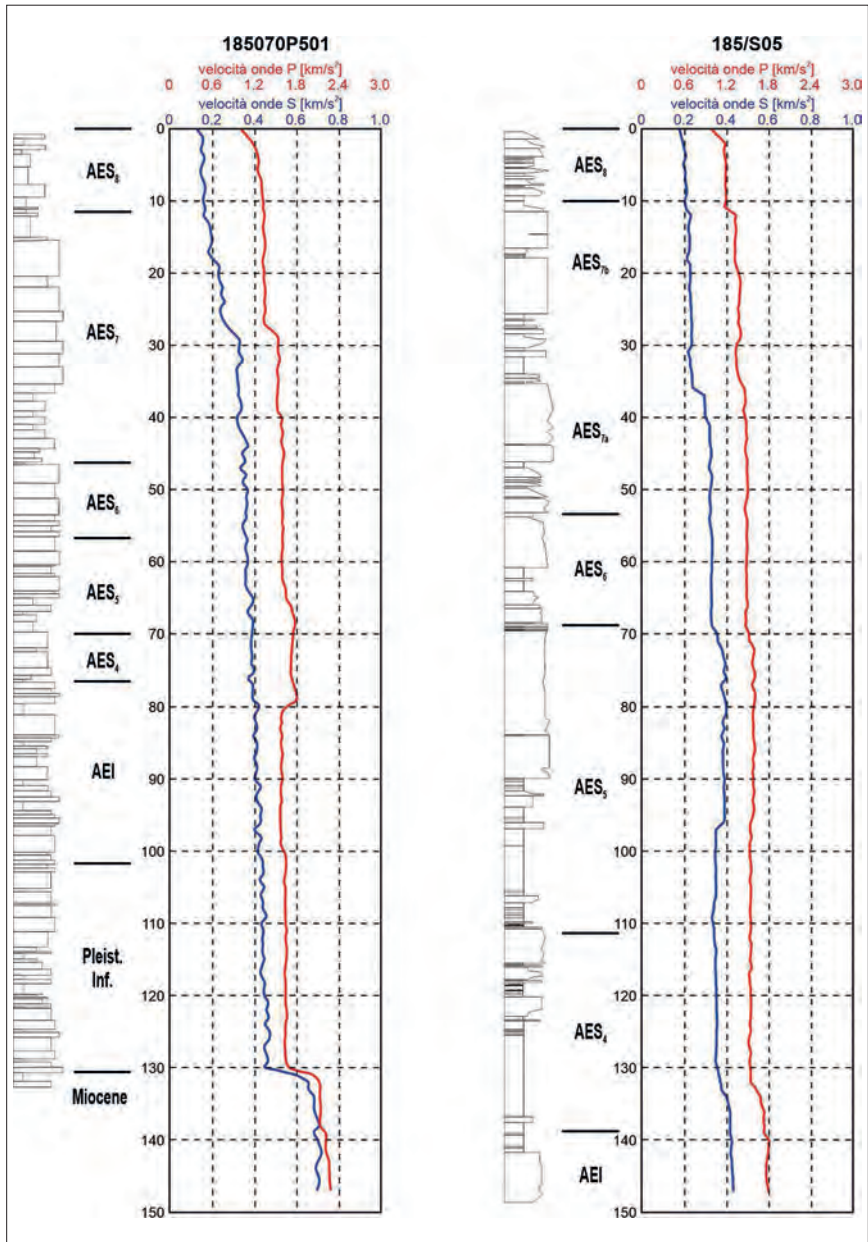 185070P501
velocità onde P [km/s²]
0 0.6 1.2 1.8 2.4 3.0
velocità onde S [km/s²]
0.2 0.4 0.6 0.8 1.0
0
AES₈
10
20
AES₇
30
40
50
AES₆
60
AES₅
70
AES₄
80
AEI
90
100
110
Pleist.
Inf.
120
130
Miocene
140
150
185/S05
velocità onde P [km/s²]
0 0.6 1.2 1.8 2.4 3.0
velocità onde S [km/s²]
0.2 0.4 0.6 0.8 1.0
0
AES₈
10
AES₇b
20
30
40
AES₇a
50
60
AES₆
70
80
90
AES₅
100
110
120
AES₄
130
140
AEI
150